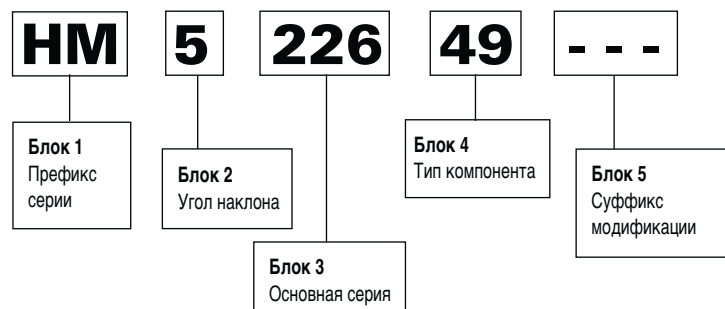 HM 5 226 49 - - -
Блок 1
Префикс
серии
Блок 2
Угол наклона
Блок 3
Основная серия
Блок 4
Тип компонента
Блок 5
Суффикс
модификации